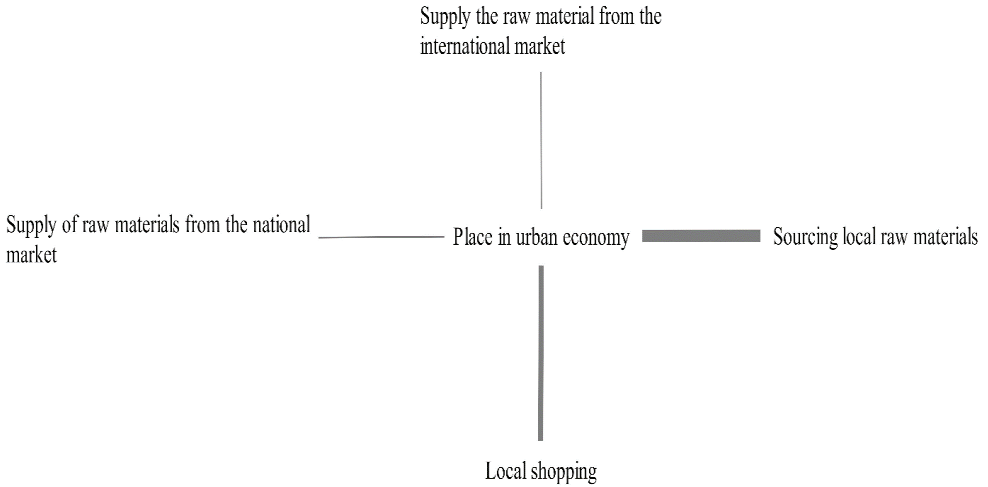 Supply the raw material from the
international market
Supply of raw materials from the national
market
Place in urban economy
Sourcing local raw materials
Local shopping